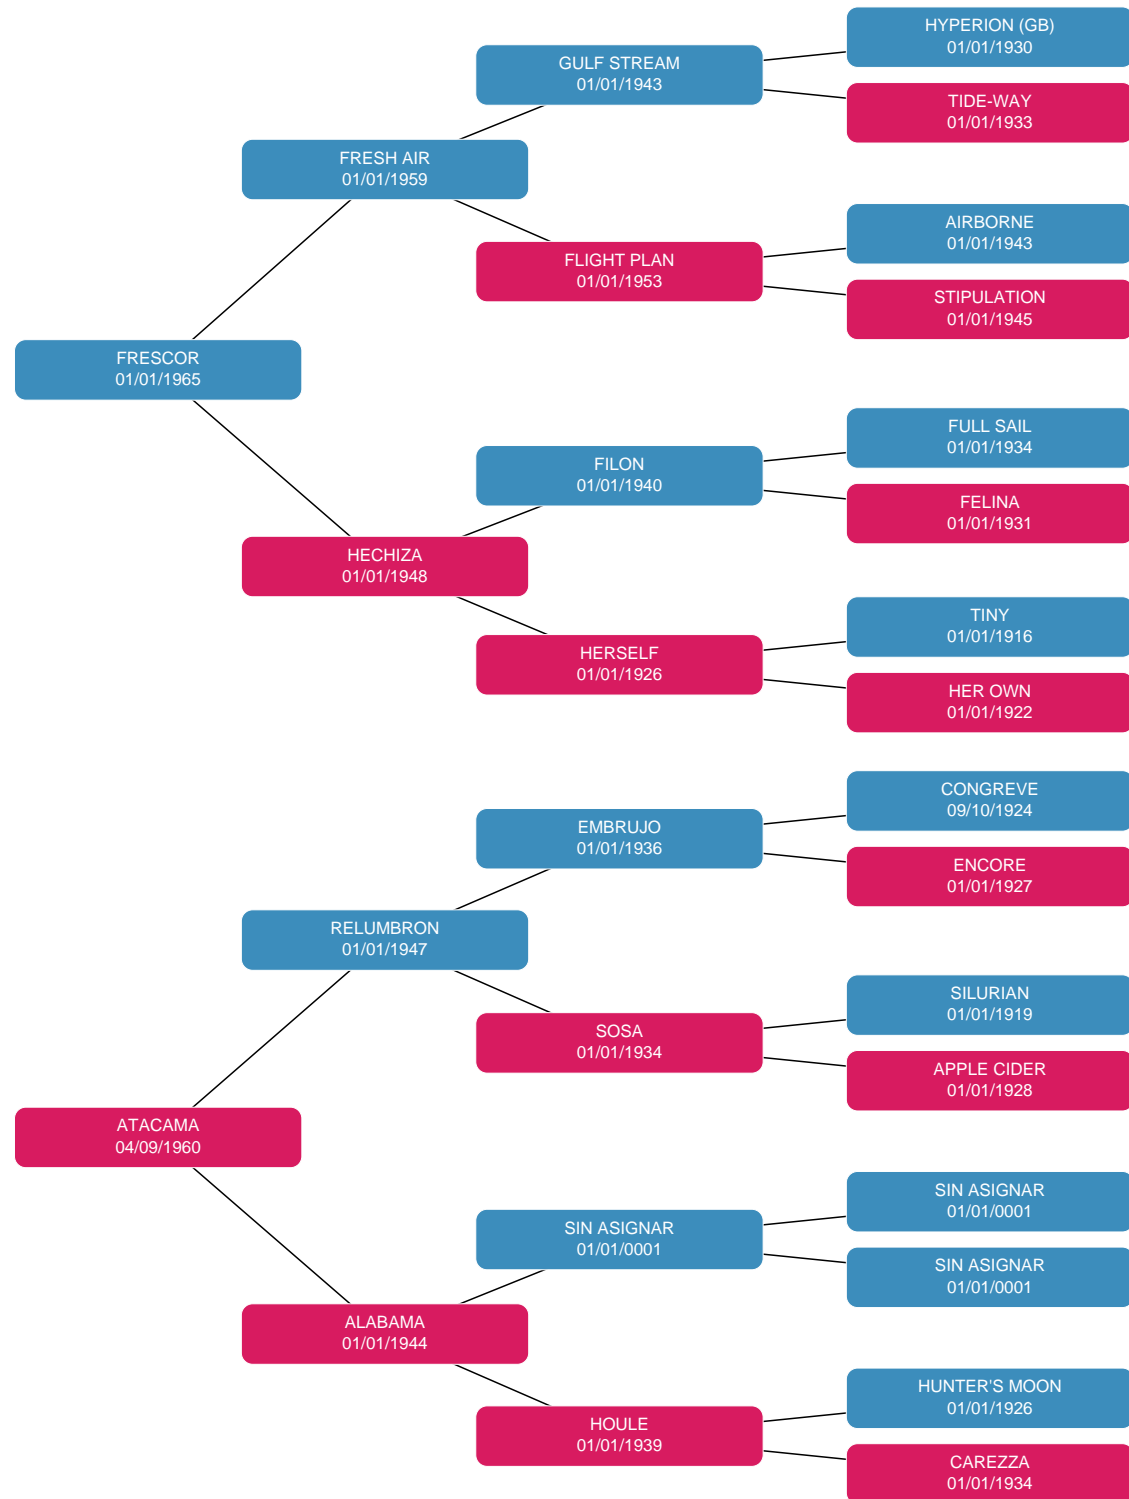 HYPERION (GB)
01/01/1930
GULF STREAM
01/01/1943
TIDE-WAY
01/01/1933
FRESH AIR
01/01/1959
AIRBORNE
01/01/1943
FLIGHT PLAN
01/01/1953
STIPULATION
01/01/1945
FRESCOR
01/01/1965
FULL SAIL
01/01/1934
FILON
01/01/1940
FELINA
01/01/1931
HECHIZA
01/01/1948
TINY
01/01/1916
HERSELF
01/01/1926
HER OWN
01/01/1922
CONGREVE
09/10/1924
EMBRUJO
01/01/1936
ENCORE
01/01/1927
RELUMBRON
01/01/1947
SILURIAN
01/01/1919
SOSA
01/01/1934
APPLE CIDER
01/01/1928
ATACAMA
04/09/1960
SIN ASIGNAR
01/01/0001
SIN ASIGNAR
01/01/0001
SIN ASIGNAR
01/01/0001
ALABAMA
01/01/1944
HUNTER'S MOON
01/01/1926
HOULE
01/01/1939
CAREZZA
01/01/1934